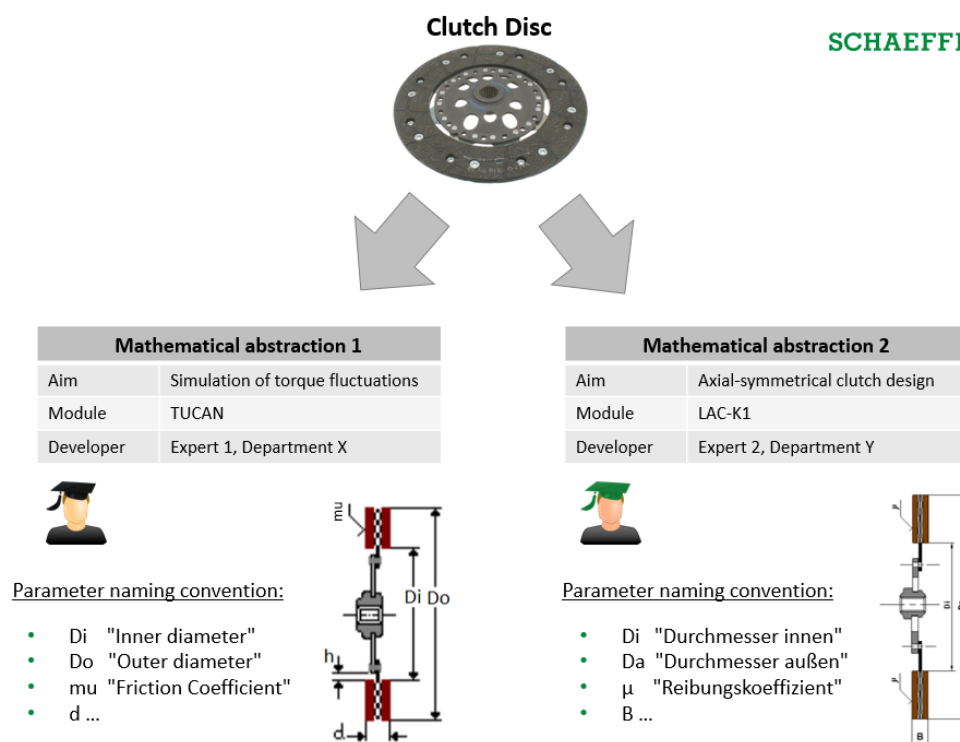 Clutch Disc
SCHAEFFL
Mathematical abstraction 1
Aim Simulation of torque fluctuations
Module TUCAN
Developer Expert 1, Department X
Mathematical abstraction 2
Aim Axial-symmetrical clutch design
Module LAC-K1
Developer Expert 2, Department Y
Parameter naming convention:
Di "Inner diameter"
Do "Outer diameter"
mu "Friction Coefficient"
d ...
mu
Di Do
h
d
Parameter naming convention:
Di "Durchmesser innen"
Da "Durchmesser außen"
µ "Reibungskoeffizient"
B ...
µ
Di
µ
B